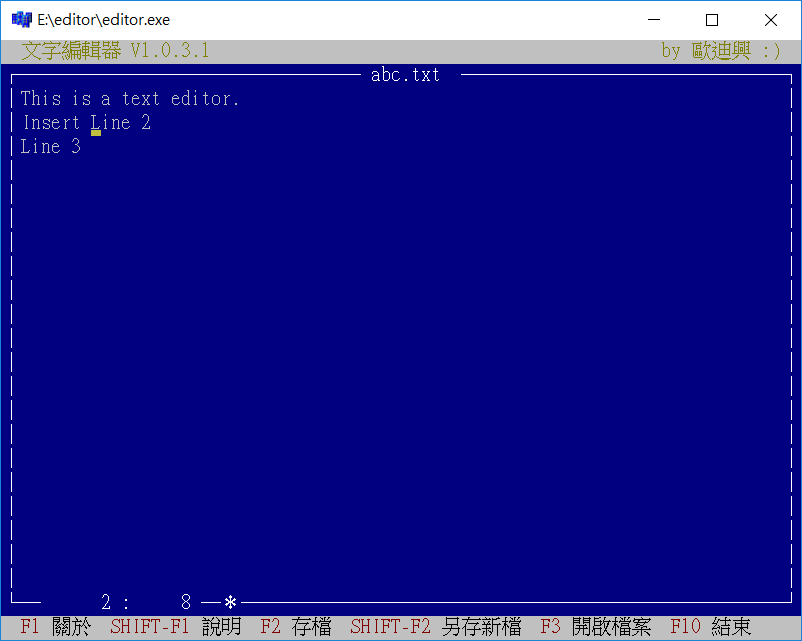 E:\editor\editor.exe
文字編輯器 V1.0.3.1 by 歐迪興 :)
abc.txt
This is a text editor.
Insert Line 2
Line 3
2 : 8 *
F1 關於 SHIFT-F1 說明 F2 存檔 SHIFT-F2 另存新檔 F3 開啟檔案 F10 結束